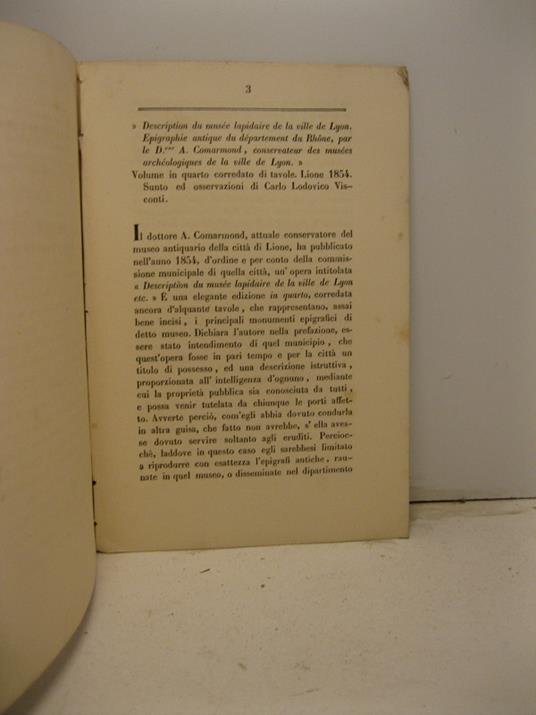 3
» Description du musée lapidaire de la ville de Lyon.
Epigraphie antique du département du Rhône, par
le D.eur A. Comarmond, conservateur des musées
archéologiques de la ville de Lyon. »
Volume in quarto corredato di tavole. Lione 1854.
Sunto ed osservazioni di Carlo Lodovico Vis-
conti.
Il dottore A. Comarmond, attuale conservatore del
museo antiquario della città di Lione, ha pubblicato
nell'anno 1854, d'ordine e per conto della commis-
sione municipale di quella città, un'opera intitolata
« Description du musée lapidaire de la ville de Lyon
etc. » È una elegante edizione in quarto, corredata
ancora d'alquante tavole, che rappresentano, assai
bene incisi, i principali monumenti epigrafici di
detto museo. Dichiara l'autore nella prefazione, es-
sere stato intendimento di quel municipio, che
quest'opera fosse in pari tempo e per la città un
titolo di possesso, ed una descrizione istruttiva,
proporzionata all' intelligenza d'ognuno, mediante
cui la proprietà pubblica sia conosciuta da tutti,
e possa venir tutelata da chiunque le porti affet-
to. Avverte perciò, com'egli abbia dovuto condurla
in altra guisa, che fatto non avrebbe, s' ella aves-
se dovuto servire soltanto agli eruditi. Percioc-
chè, laddove in questo caso egli sarebbesi limitato
a riprodurre con esattezza l'epigrafi antiche, rau-
nate in quel museo, o disseminate nel dipartimento